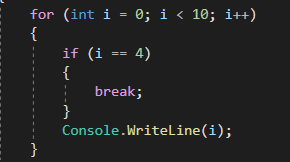 for (int i = 0; i < 10; i++)
{
    if (i == 4)
    {
        break;
    }
    Console.WriteLine(i);
}